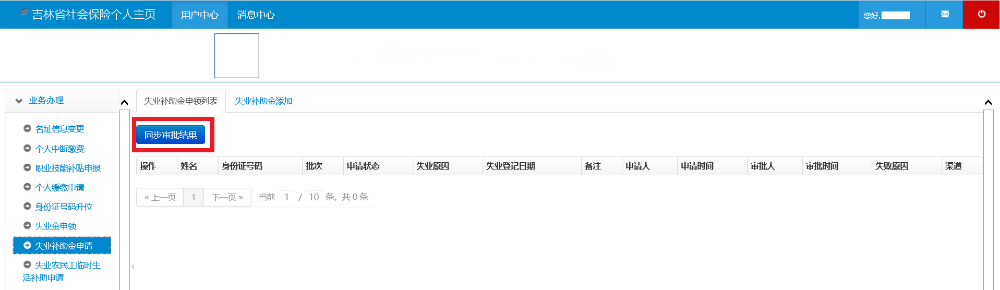 吉林省社会保险个人主页 用户中心 消息中心 您好,
业务办理
名址信息变更
个人中断缴费
职业技能补贴申报
个人缓缴申请
身份证号码升位
失业金申领
失业补助金申请
失业农民工临时生
活补助申请
失业补助金申领列表 失业补助金添加
同步审批结果
操作 姓名 身份证号码 批次 申请状态 失业原因 失业登记日期 备注 申请人 申请时间 审批人 审批时间 失败原因 渠道
« 上一页 1 下一页 » 当前 1 / 10 条，共 0 条